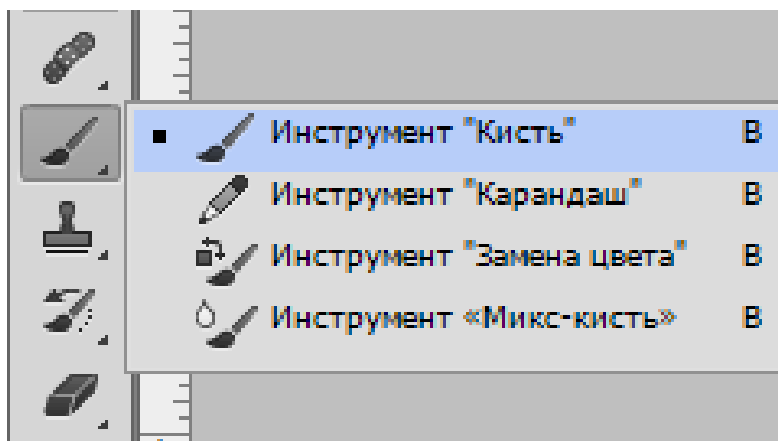 Инструмент "Кисть" B
Инструмент "Карандаш" B
Инструмент "Замена цвета" B
Инструмент «Микс-кисть» B